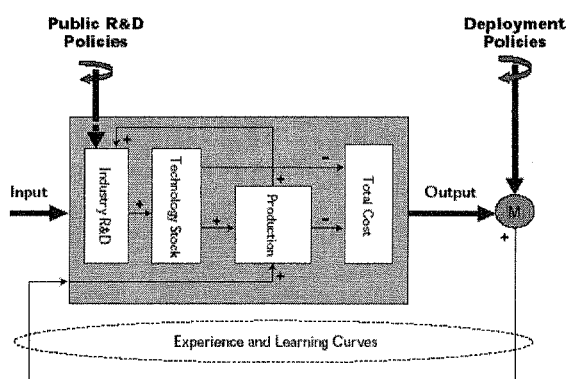 Public R&D
Policies
Deployment
Policies
Input
Industry R&D
Technology Stock
Production
Total Cost
Output
M
+
+
+
+
+
-
-
+
Experience and Learning Curves